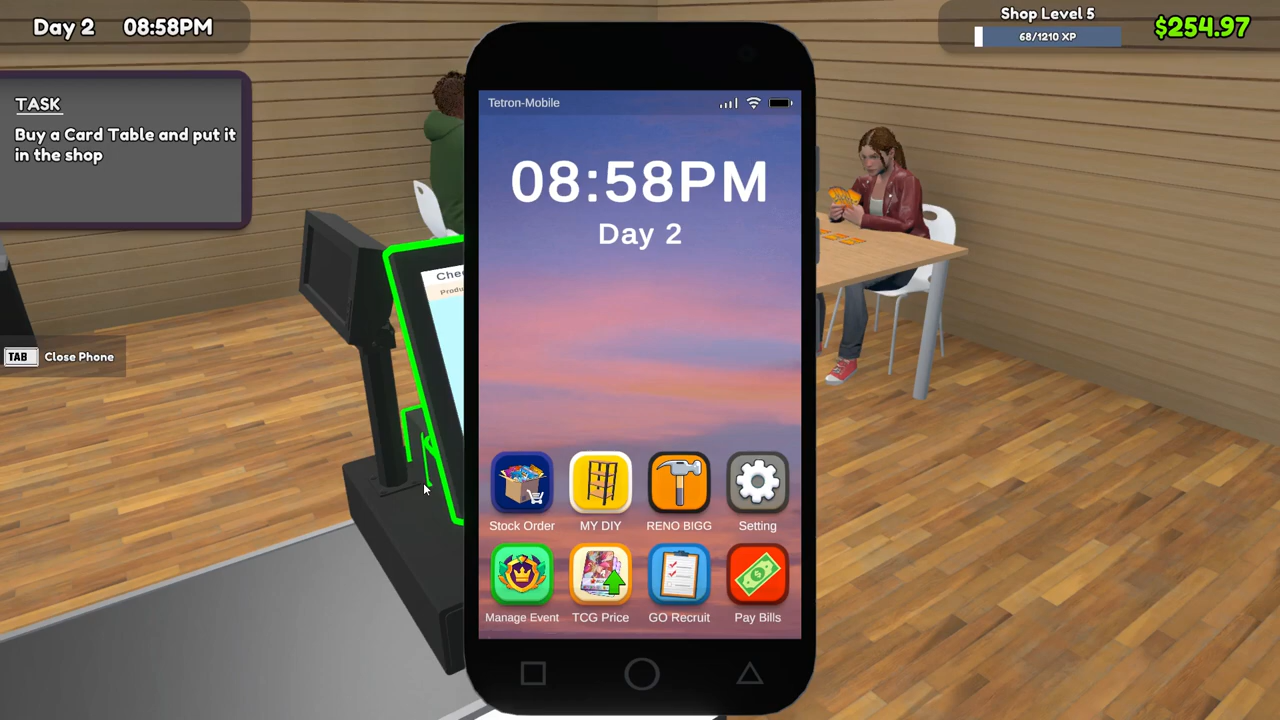 Day 2 08:58PM
Shop Level 5
68/1210 XP
$254.97
TASK
Buy a Card Table and put it
in the shop
TAB Close Phone
Tetron-Mobile
08:58PM
Day 2
Stock Order MY DIY RENO BIGG Setting
Manage Event TCG Price GO Recruit Pay Bills
Che
Produ